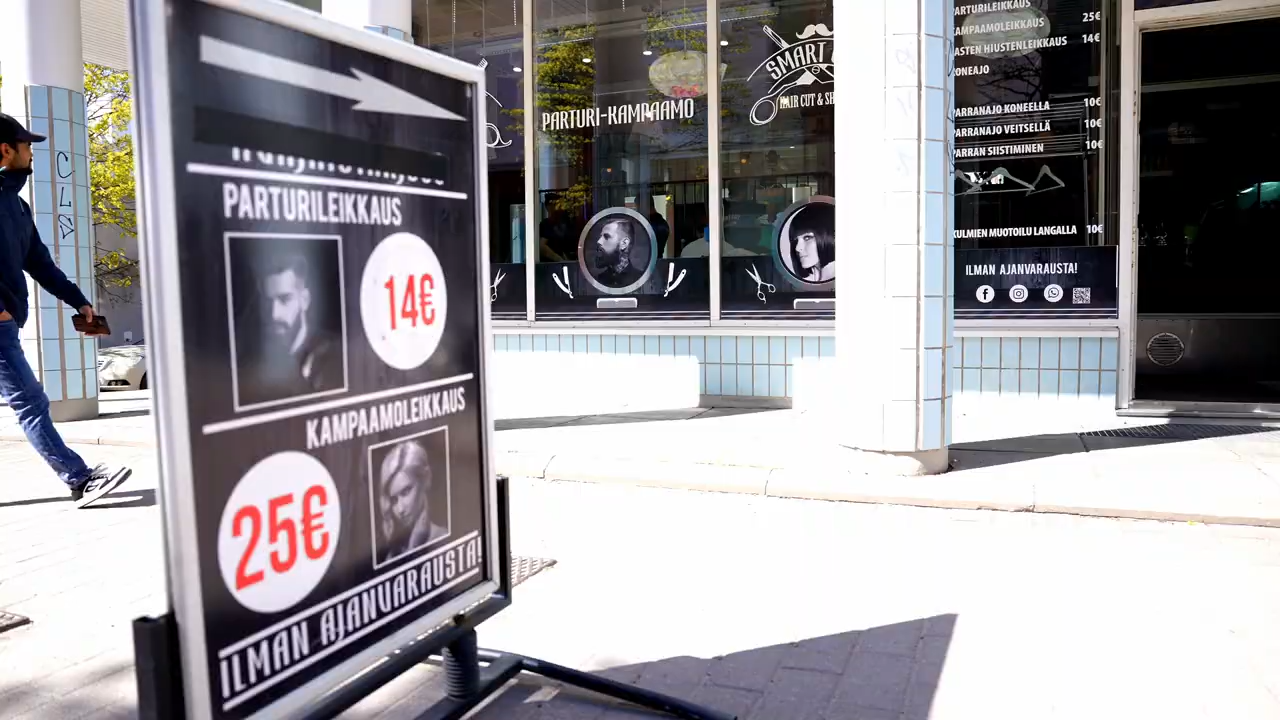 PARTURILEIKKAUS
14€
KAMPAAMOLEIKKAUS
25€
ILMAN AJANVARAUSTA!
PARTURI-KAMPAAMO
SMART
HAIR CUT &
PARTURILEIKKAUS
KAMPAAMOLEIKKAUS 25€
LASTEN HIUSTENLEIKKAUS 14€
KONEAJO
PARRANAJO KONEELLA 10€
PARRANAJO VEITSELLÄ 10€
PARRAN SIISTIMINEN 10€
KULMIEN MUOTOILU LANGALLA 10€
ILMAN AJANVARAUSTA!